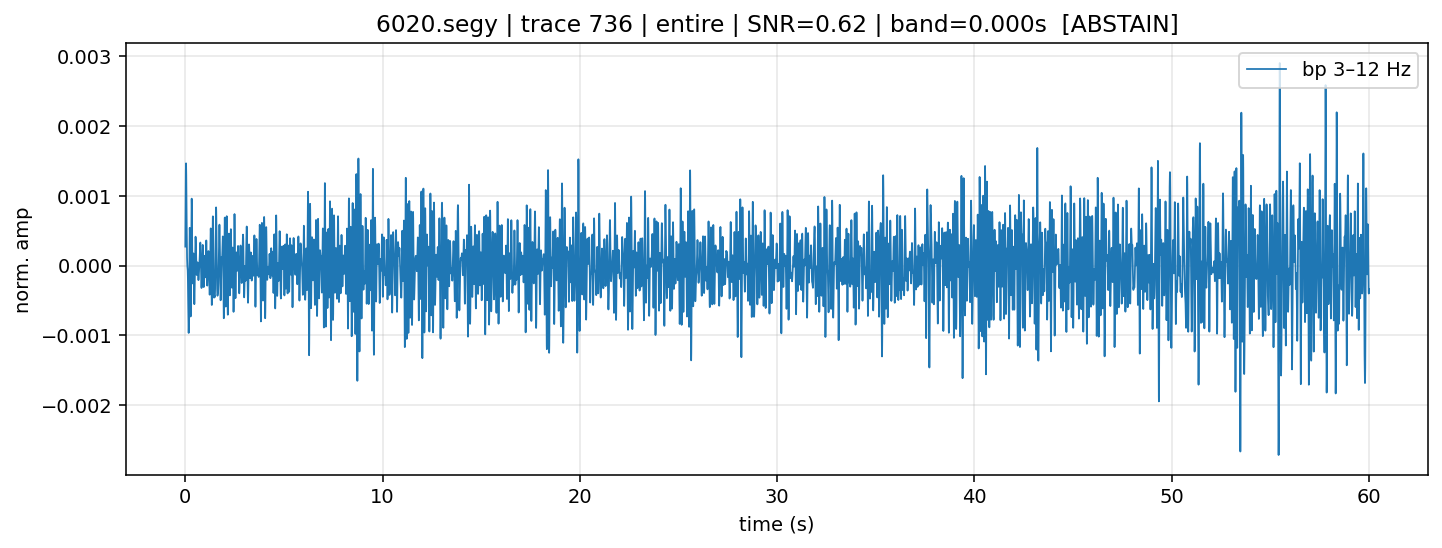 6020.segy | trace 736 | entire | SNR=0.62 | band=0.000s  [ABSTAIN]
bp 3–12 Hz
norm. amp
0.003
0.002
0.001
0.000
−0.001
−0.002
0 10 20 30 40 50 60
time (s)